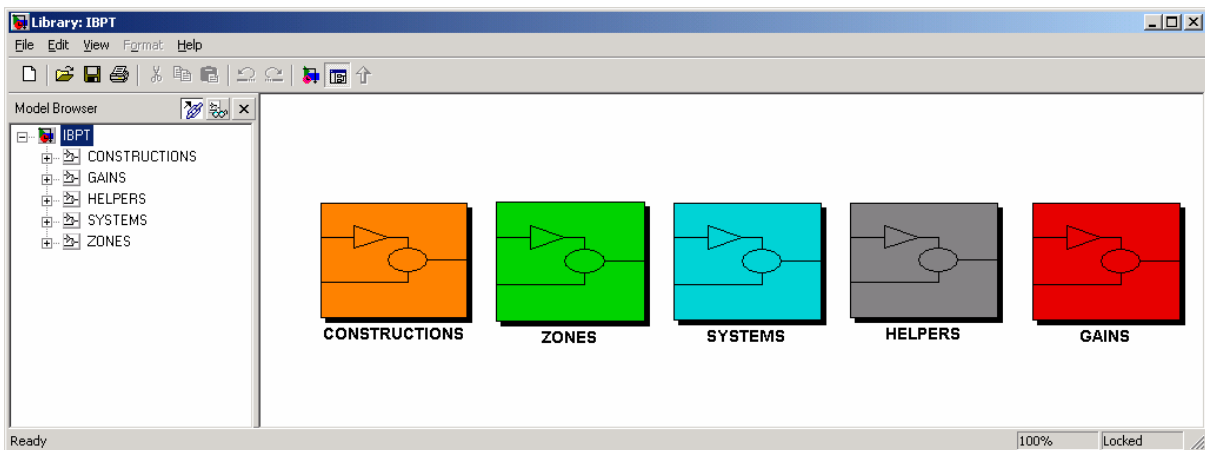 Library: IBPT
File Edit View Format Help
Model Browser
IBPT
CONSTRUCTIONS
GAINS
HELPERS
SYSTEMS
ZONES
CONSTRUCTIONS ZONES SYSTEMS HELPERS GAINS
Ready 100% Locked